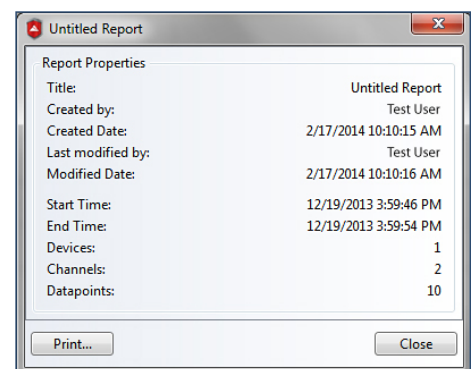 Untitled Report
Report Properties
Title: Untitled Report
Created by: Test User
Created Date: 2/17/2014 10:10:15 AM
Last modified by: Test User
Modified Date: 2/17/2014 10:10:16 AM
Start Time: 12/19/2013 3:59:46 PM
End Time: 12/19/2013 3:59:54 PM
Devices: 1
Channels: 2
Datapoints: 10
Print... Close